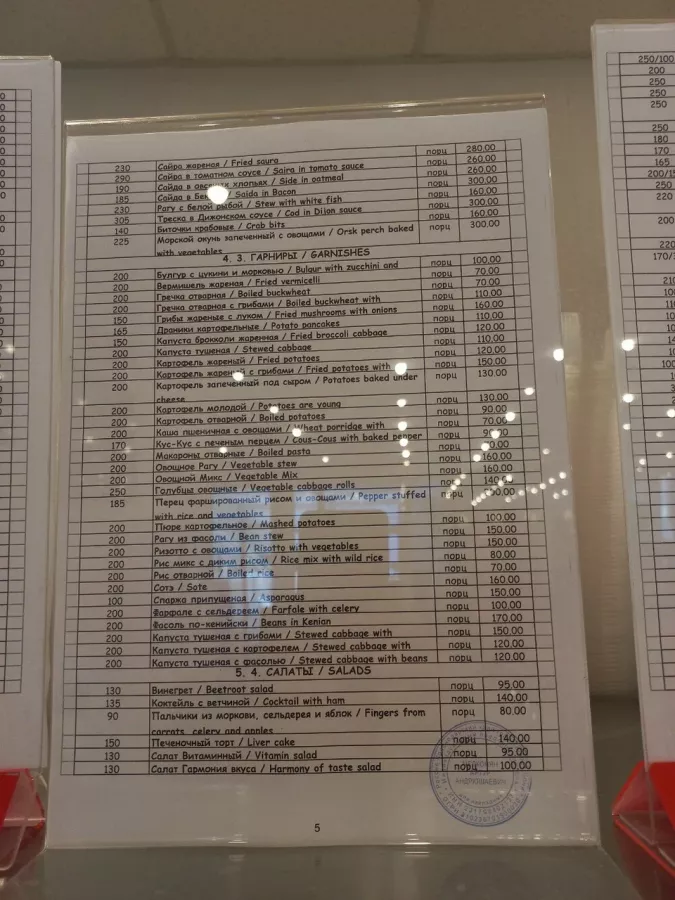 230 Сайра жареная / Fried saura порц 280.00
290 Сайра в томатном соусе / Saira in tomato sauce порц 260.00
190 Сайда в овсяных хлопьях / Side in oatmeal порц 260.00
185 Сайда в / Saida in Bacon порц 300.00
230 Рагу с белой рыбой / Stew with white fish порц 160.00
305 Треска в Дижонском соусе / Cod in Dijon sauce порц 300.00
140 Биточки крабовые / Crab bits порц 160.00
225 Морской окунь запеченный с овощами / Orsk perch baked порц 300.00
with vegetables
4. 3. ГАРНИРЫ / GARNISHES
200 Булгур с цукини и морковью / Bulaur with zucchini and порц 100.00
200 Вермишель жареная / Fried vermicelli порц 70.00
200 Гречка отварная / Boiled buckwheat порц 70.00
200 Гречка отварная с грибами / Boiled buckwheat with порц 110.00
150 Грибы жареные с луком / Fried mushrooms with onions порц 160.00
165 Драники картофельные / Potato pancakes порц 110.00
150 Капуста брокколи жаренная / Fried broccoli cabbage порц 120.00
200 Капуста тушеная / Stewed cabbage порц 110.00
200 Картофель жареный / Fried potatoes порц 120.00
200 Картофель жареный с грибами / Fried potatoes with порц 150.00
200 Картофель запеченный под сыром / Potatoes baked under порц 130.00
cheese
200 Картофель молодой / Potatoes are young порц 130.00
200 Картофель отварной / Boiled potatoes порц 90.00
200 Каша пшеничная с овощами / Wheat porridge with порц 70.00
170 Кус-Кус с печеным перцем / Cous-Cous with baked pepper порц
200 Макароны отварные / Boiled pasta порц
200 Овощное Рагу / Vegetable stew порц 160.00
200 Овощной Микс / Vegetable Mix порц 160.00
250 Голубцы овощные / Vegetable cabbage rolls порц 140.00
185 Перец фаршированный рисом и овощами / Pepper stuffed порц
with rice and vegetables
200 Пюре картофельное / Mashed potatoes порц 100.00
200 Рагу из фасоли / Bean stew порц 150.00
200 Ризотто с овощами / Risotto with vegetables порц 150.00
200 Рис микс с диким рисом / Rice mix with wild rice порц 80.00
200 Рис отварной / Boiled rice порц 70.00
200 Сотэ / Sote порц 160.00
100 Спаржа припущеная / Asparagus порц 150.00
200 Фарфале с сельдереем / Farfale with celery порц 100.00
200 Фасоль по-кенийски / Beans in Kenian порц 170.00
200 Капуста тушеная с грибами / Stewed cabbage with порц 150.00
200 Капуста тушеная с картофелем / Stewed cabbage with порц 120.00
200 Капуста тушеная с фасолью / Stewed cabbage with beans порц 120.00
5. 4. САЛАТЫ / SALADS
130 Винегрет / Beetroot salad порц 95.00
135 Коктейль с ветчиной / Cocktail with ham порц 140.00
90 Пальчики из моркови, сельдерея и яблок / Fingers from порц 80.00
carrots, celery and apples
150 Печеночный торт / Liver cake порц 140.00
130 Салат Витаминный / Vitamin salad порц 95.00
130 Салат Гармония вкуса / Harmony of taste salad порц 100.00
5